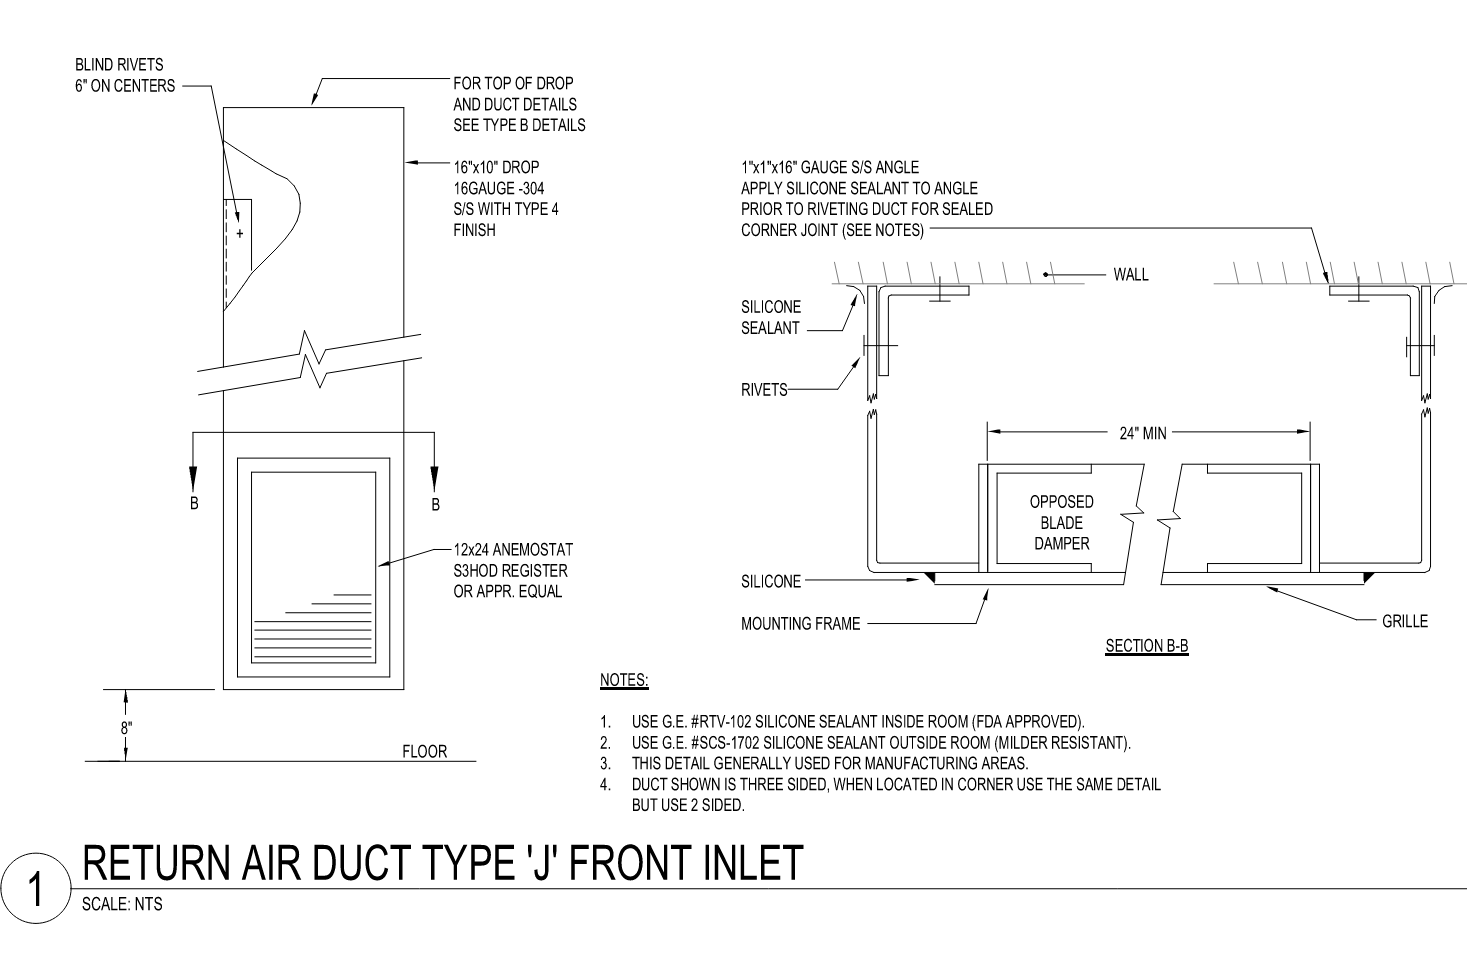 BLIND RIVETS
6" ON CENTERS
FOR TOP OF DROP
AND DUCT DETAILS
SEE TYPE B DETAILS
16"x10" DROP
16GAUGE -304
S/S WITH TYPE 4
FINISH
B
B
12x24 ANEMOSTAT
S3HOD REGISTER
OR APPR. EQUAL
8"
FLOOR
1"x1"x16" GAUGE S/S ANGLE
APPLY SILICONE SEALANT TO ANGLE
PRIOR TO RIVETING DUCT FOR SEALED
CORNER JOINT (SEE NOTES)
WALL
SILICONE
SEALANT
RIVETS
24" MIN
OPPOSED
BLADE
DAMPER
SILICONE
MOUNTING FRAME
GRILLE
SECTION B-B
NOTES:
1. USE G.E. #RTV-102 SILICONE SEALANT INSIDE ROOM (FDA APPROVED).
2. USE G.E. #SCS-1702 SILICONE SEALANT OUTSIDE ROOM (MILDER RESISTANT).
3. THIS DETAIL GENERALLY USED FOR MANUFACTURING AREAS.
4. DUCT SHOWN IS THREE SIDED, WHEN LOCATED IN CORNER USE THE SAME DETAIL
BUT USE 2 SIDED.
1
RETURN AIR DUCT TYPE 'J' FRONT INLET
SCALE: NTS